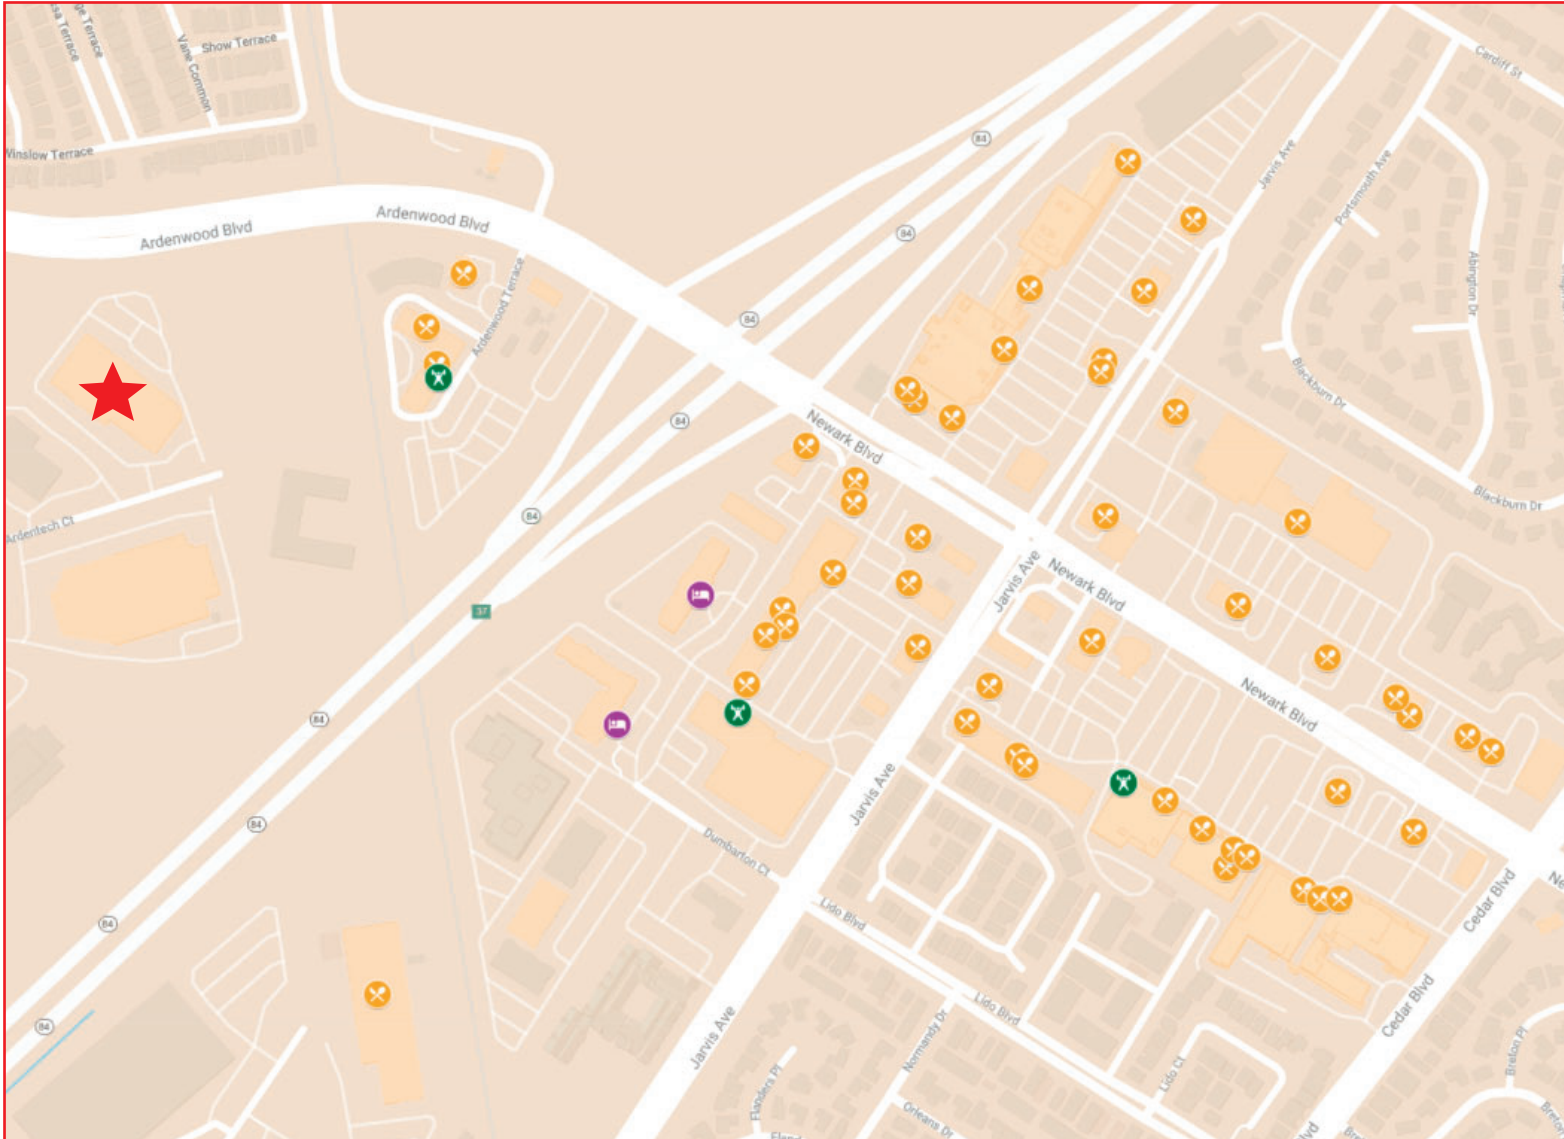 Terrace
Terrace
Vane Common
Show Terrace
Winslow Terrace
Cardiff St
84
Jarvis Ave
Portsmouth Ave
Ardenwood Blvd
Ardenwood Blvd
84
Abington Dr
Ardenwood Terrace
84
Blackburn Dr
84
Newark Blvd
Blackburn Dr
84
Ardentech Ct
Jarvis Ave
Newark Blvd
37
Newark Blvd
84
Jarvis Ave
84
Dumbarton Ct
Cedar Blvd
Lido Blvd
84
Lido Blvd
Cedar Blvd
84
Jarvis Ave
Normandy Dr
Breton Pl
Lido Ct
Flanders Pl
Orleans Dr